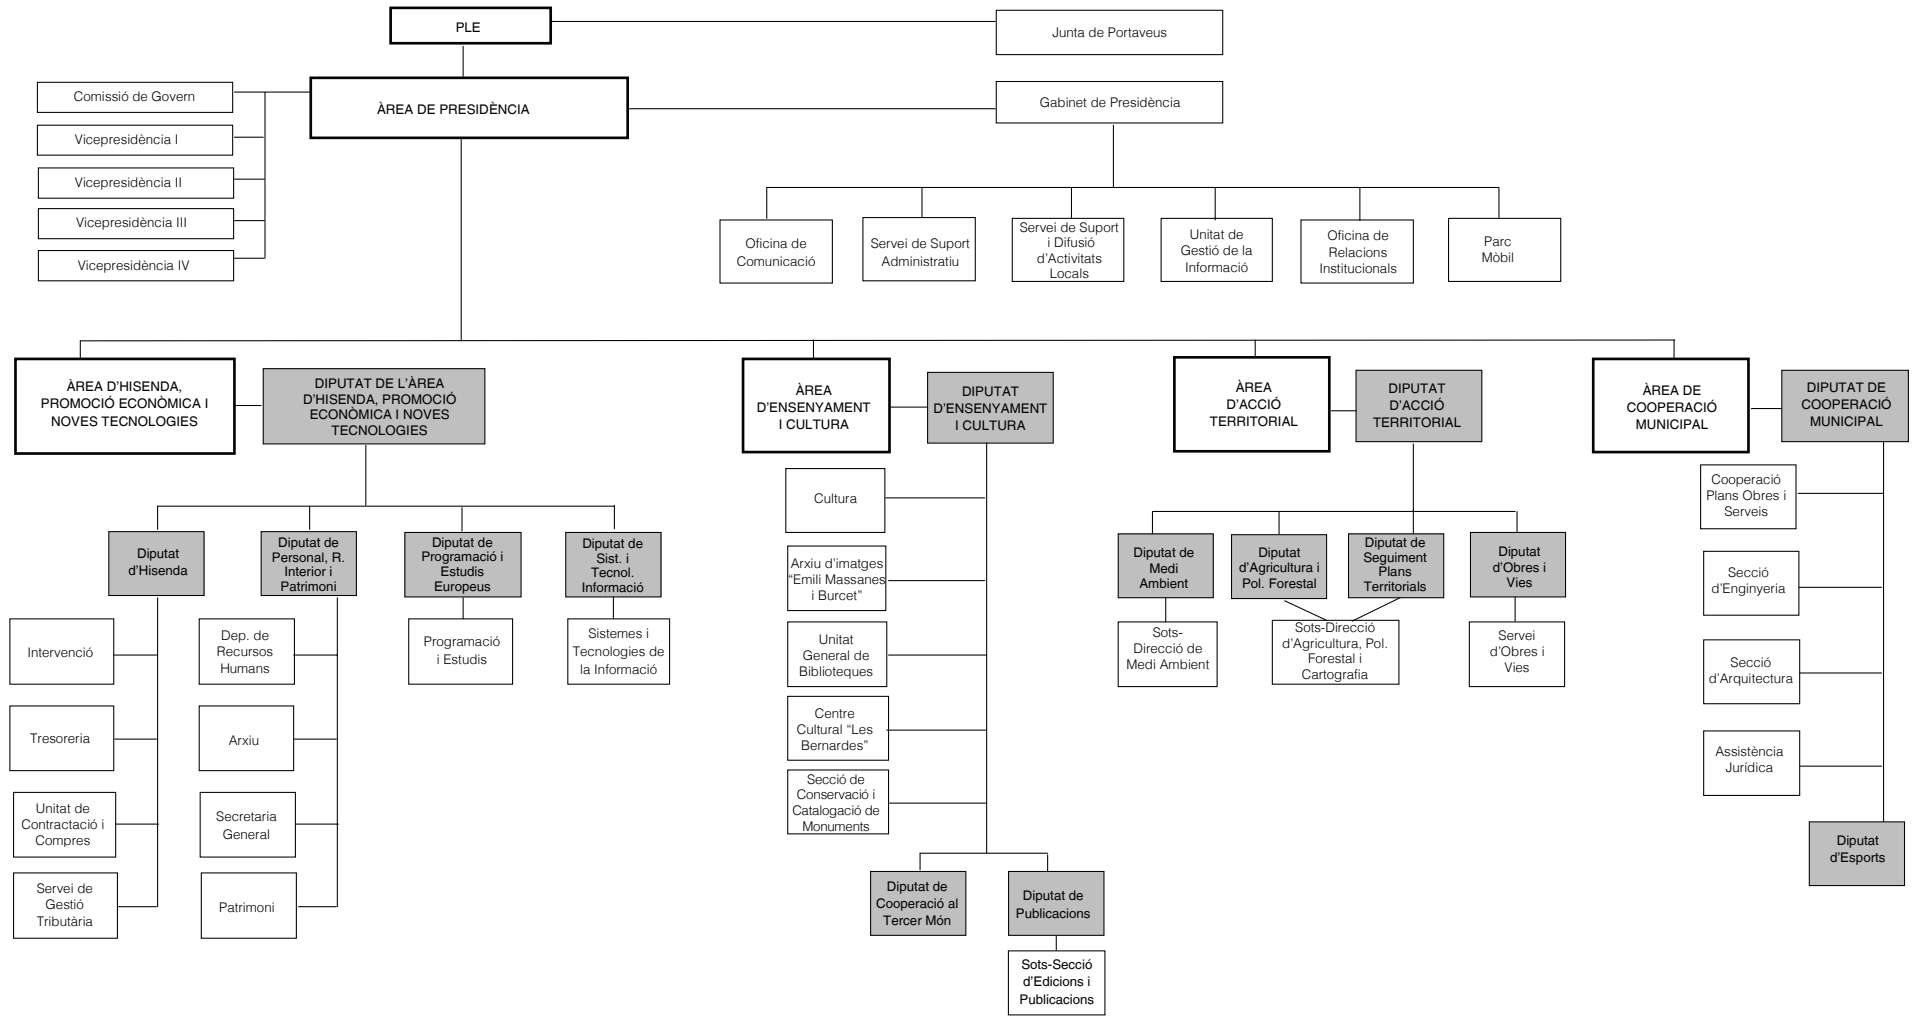 PLE
Junta de Portaveus
Comissió de Govern
ÀREA DE PRESIDÈNCIA
Gabinet de Presidència
Vicepresidència I
Vicepresidència II
Vicepresidència III
Vicepresidència IV
Oficina de
Comunicació
Servei de Suport
Administratiu
Servei de Suport
i Difusió
d'Activitats
Locals
Unitat de
Gestió de la
Informació
Oficina de
Relacions
Institucionals
Parc
Mòbil
ÀREA D'HISENDA,
PROMOCIÓ ECONÒMICA I
NOVES TECNOLOGIES
DIPUTAT DE L'ÀREA
D'HISENDA, PROMOCIÓ
ECONÒMICA I NOVES
TECNOLOGIES
ÀREA
D'ENSENYAMENT
I CULTURA
DIPUTAT
D'ENSENYAMENT
I CULTURA
ÀREA
D'ACCIÓ
TERRITORIAL
DIPUTAT
D'ACCIÓ
TERRITORIAL
ÀREA DE
COOPERACIÓ
MUNICIPAL
DIPUTAT DE
COOPERACIÓ
MUNICIPAL
Diputat
d'Hisenda
Diputat de
Personal, R.
Interior i
Patrimoni
Diputat de
Programació i
Estudis
Europeus
Diputat de
Sist. i
Tecnol.
Informació
Intervenció
Tresoreria
Unitat de
Contractació i
Compres
Servei de
Gestió
Tributària
Dep. de
Recursos
Humans
Arxiu
Secretaria
General
Patrimoni
Programació
i Estudis
Sistemes i
Tecnologies de
la Informació
Cultura
Arxiu d'imatges
“Emili Massanes
i Burcet”
Unitat
General de
Biblioteques
Centre
Cultural “Les
Bernardes”
Secció de
Conservació i
Catalogació de
Monuments
Diputat de
Cooperació al
Tercer Món
Diputat de
Publicacions
Sots-Secció
d'Edicions i
Publicacions
Diputat de
Medi
Ambient
Diputat
d'Agricultura i
Pol. Forestal
Diputat de
Seguiment
Plans
Territorials
Diputat
d'Obres i
Vies
Sots-
Direcció de
Medi Ambient
Sots-Direcció
d'Agricultura, Pol.
Forestal i
Cartografia
Servei
d'Obres i
Vies
Cooperació
Plans Obres i
Serveis
Secció
d'Enginyeria
Secció
d'Arquitectura
Assistència
Jurídica
Diputat
d'Esports